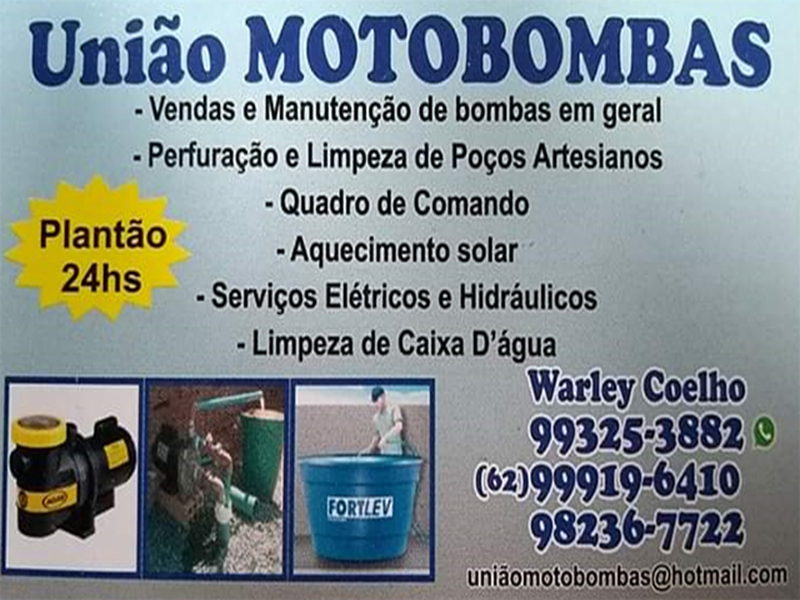 União MOTOBOMBAS
- Vendas e Manutenção de bombas em geral
- Perfuração e Limpeza de Poços Artesianos
- Quadro de Comando
- Aquecimento solar
- Serviços Elétricos e Hidráulicos
- Limpeza de Caixa D'água
Plantão
24hs
FORTLEV
Warley Coelho
99325-3882
(62)99919-6410
98236-7722
uniãomotobombas@hotmail.com